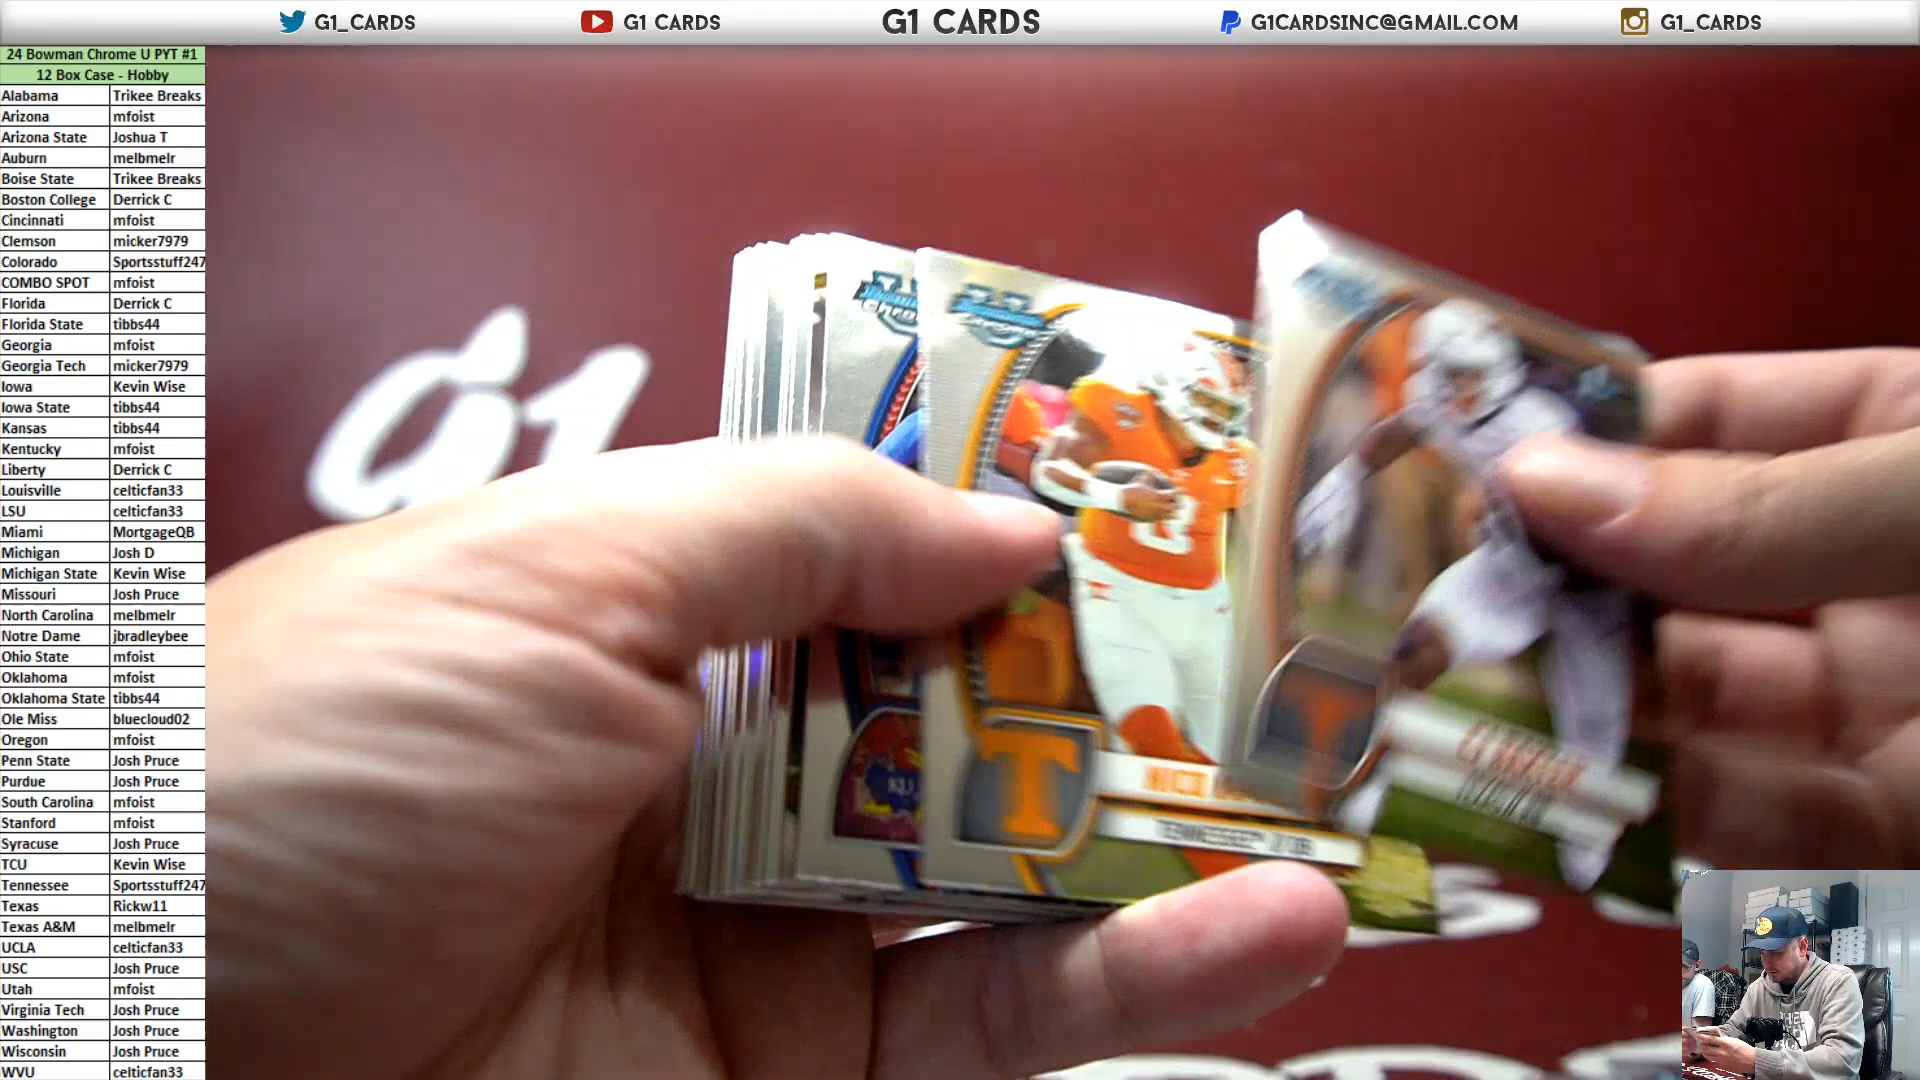 G1_CARDS
G1 CARDS
G1 CARDS
G1CARDSINC@GMAIL.COM
G1_CARDS
24 Bowman Chrome U PYT #1
12 Box Case - Hobby
Alabama Trikee Breaks
Arizona mfoist
Arizona State Joshua T
Auburn melbmelr
Boise State Trikee Breaks
Boston College Derrick C
Cincinnati mfoist
Clemson micker7979
Colorado Sportsstuff247
COMBO SPOT mfoist
Florida Derrick C
Florida State tibbs44
Georgia mfoist
Georgia Tech micker7979
Iowa Kevin Wise
Iowa State tibbs44
Kansas tibbs44
Kentucky mfoist
Liberty Derrick C
Louisville celticfan33
LSU celticfan33
Miami MortgageQB
Michigan Josh D
Michigan State Kevin Wise
Missouri Josh Pruce
North Carolina melbmelr
Notre Dame jbradleybee
Ohio State mfoist
Oklahoma mfoist
Oklahoma State tibbs44
Ole Miss bluecloud02
Oregon mfoist
Penn State Josh Pruce
Purdue Josh Pruce
South Carolina mfoist
Stanford mfoist
Syracuse Josh Pruce
TCU Kevin Wise
Tennessee Sportsstuff247
Texas Rickw11
Texas A&M melbmelr
UCLA celticfan33
USC Josh Pruce
Utah mfoist
Virginia Tech Josh Pruce
Washington Josh Pruce
Wisconsin Josh Pruce
WVU celticfan33
G1
T
T
KU
TENNESSEE